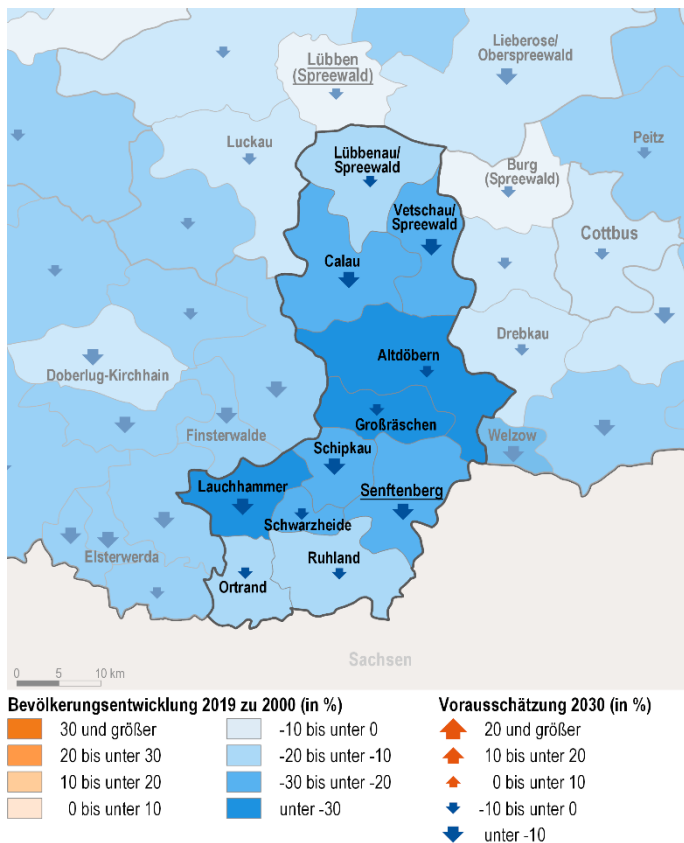 Lieberose/
Oberspreewald
Lübben
(Spreewald)
Luckau
Peitz
Lübbenau/
Spreewald
Burg
(Spreewald)
Vetschau/
Spreewald
Cottbus
Calau
Drebkau
Altdöbern
Doberlug-Kirchhain
Großräschen
Finsterwalde
Welzow
Schipkau
Lauchhammer
Senftenberg
Schwarzheide
Elsterwerda
Ruhland
Ortrand
Sachsen
0 5 10 km
Bevölkerungsentwicklung 2019 zu 2000 (in %)
30 und größer
20 bis unter 30
10 bis unter 20
0 bis unter 10
-10 bis unter 0
-20 bis unter -10
-30 bis unter -20
unter -30
Vorausschätzung 2030 (in %)
20 und größer
10 bis unter 20
0 bis unter 10
-10 bis unter 0
unter -10